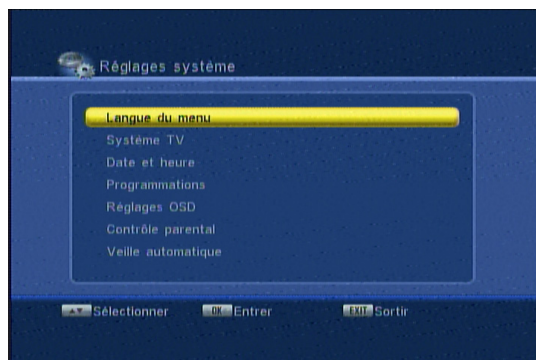 Réglages système
Langue du menu
Système TV
Date et heure
Programmations
Réglages OSD
Contrôle parental
Veille automatique
Sélectionner OK Entrer EXIT Sortir